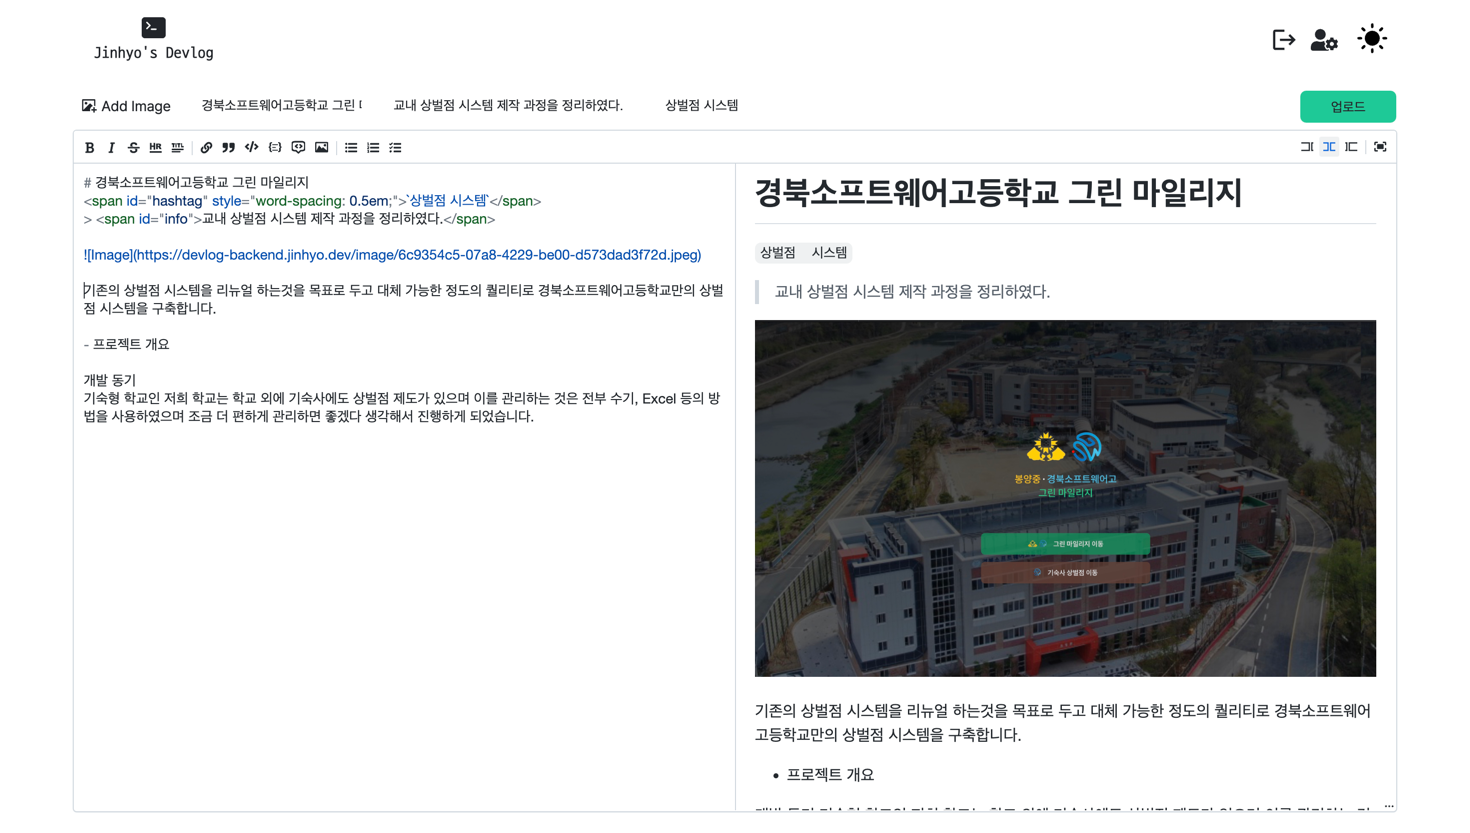 Jinhyo's Devlog
Add Image
경북소프트웨어고등학교 그린
교내 상벌점 시스템 제작 과정을 정리하였다.
상벌점 시스템
업로드
B I S HR TITL
# 경북소프트웨어고등학교 그린 마일리지
<span id="hashtag" style="word-spacing: 0.5em;">`상벌점 시스템`</span>
> <span id="info">교내 상벌점 시스템 제작 과정을 정리하였다.</span>
![Image](https://devlog-backend.jinhyo.dev/image/6c9354c5-07a8-4229-be00-d573dad3f72d.jpeg)
기존의 상벌점 시스템을 리뉴얼 하는것을 목표로 두고 대체 가능한 정도의 퀄리티로 경북소프트웨어고등학교만의 상벌
점 시스템을 구축합니다.
- 프로젝트 개요
개발 동기
기숙형 학교인 저희 학교는 학교 외에 기숙사에도 상벌점 제도가 있으며 이를 관리하는 것은 전부 수기, Excel 등의 방
법을 사용하였으며 조금 더 편하게 관리하면 좋겠다 생각해서 진행하게 되었습니다.
경북소프트웨어고등학교 그린 마일리지
상벌점 시스템
교내 상벌점 시스템 제작 과정을 정리하였다.
봉양중·경북소프트웨어고
그린 마일리지
그린 마일리지 이동
기숙사 상벌점 이동
기존의 상벌점 시스템을 리뉴얼 하는것을 목표로 두고 대체 가능한 정도의 퀄리티로 경북소프트웨어
고등학교만의 상벌점 시스템을 구축합니다.
• 프로젝트 개요